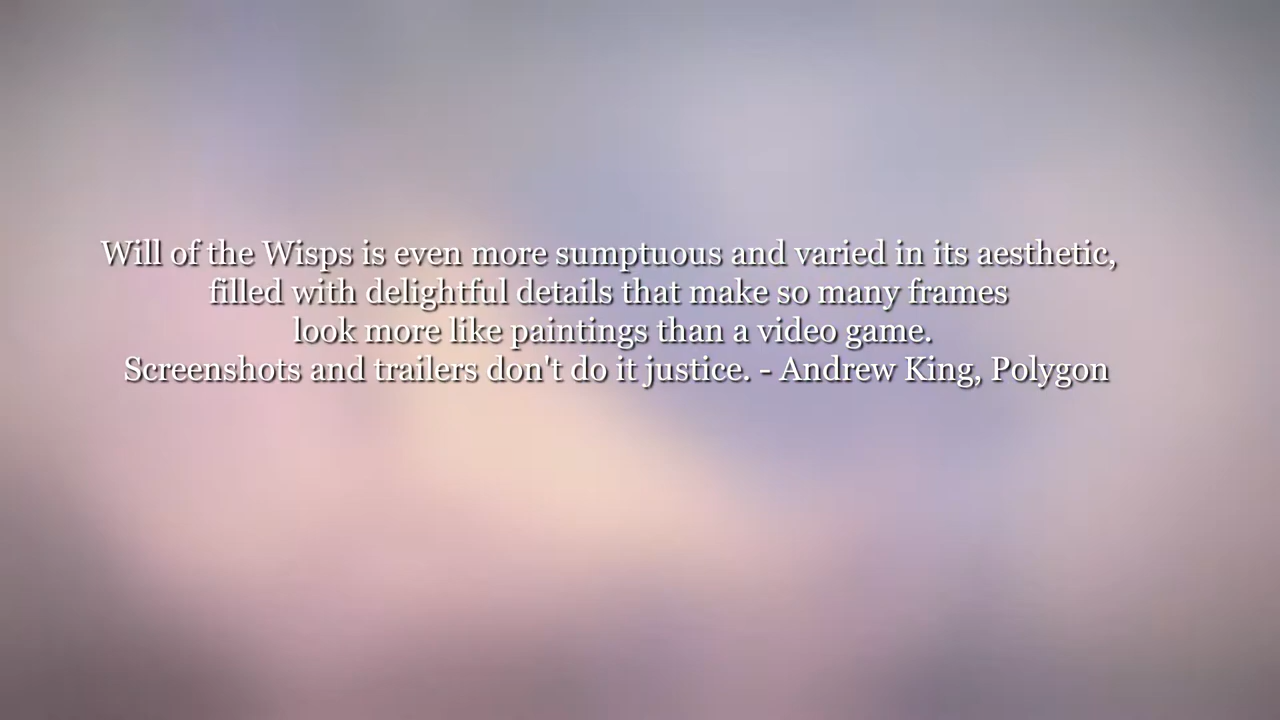 Will of the Wisps is even more sumptuous and varied in its aesthetic,
filled with delightful details that make so many frames
look more like paintings than a video game.
Screenshots and trailers don't do it justice. - Andrew King, Polygon